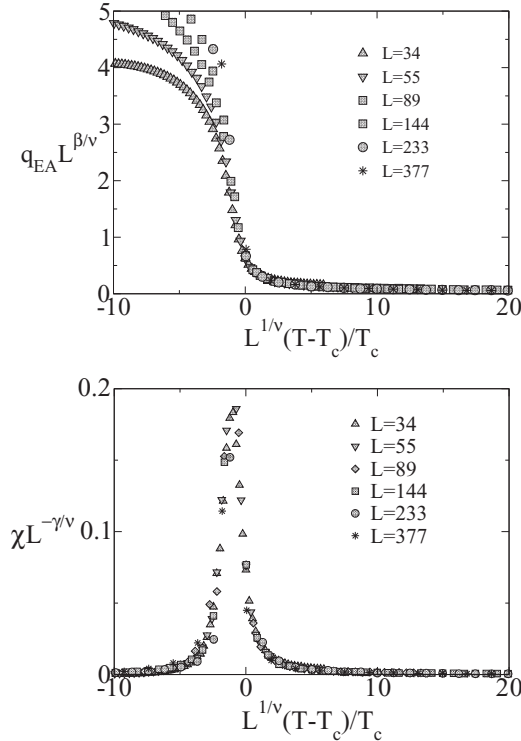 5
4
3
2
1
0
q_EA L^{β/ν}
L=34
L=55
L=89
L=144
L=233
L=377
-10 0 10 20
L^{1/ν}(T-T_c)/T_c
0.2
0.1
0
χL^{-γ/ν}
L=34
L=55
L=89
L=144
L=233
L=377
-10 0 10 20
L^{1/ν}(T-T_c)/T_c